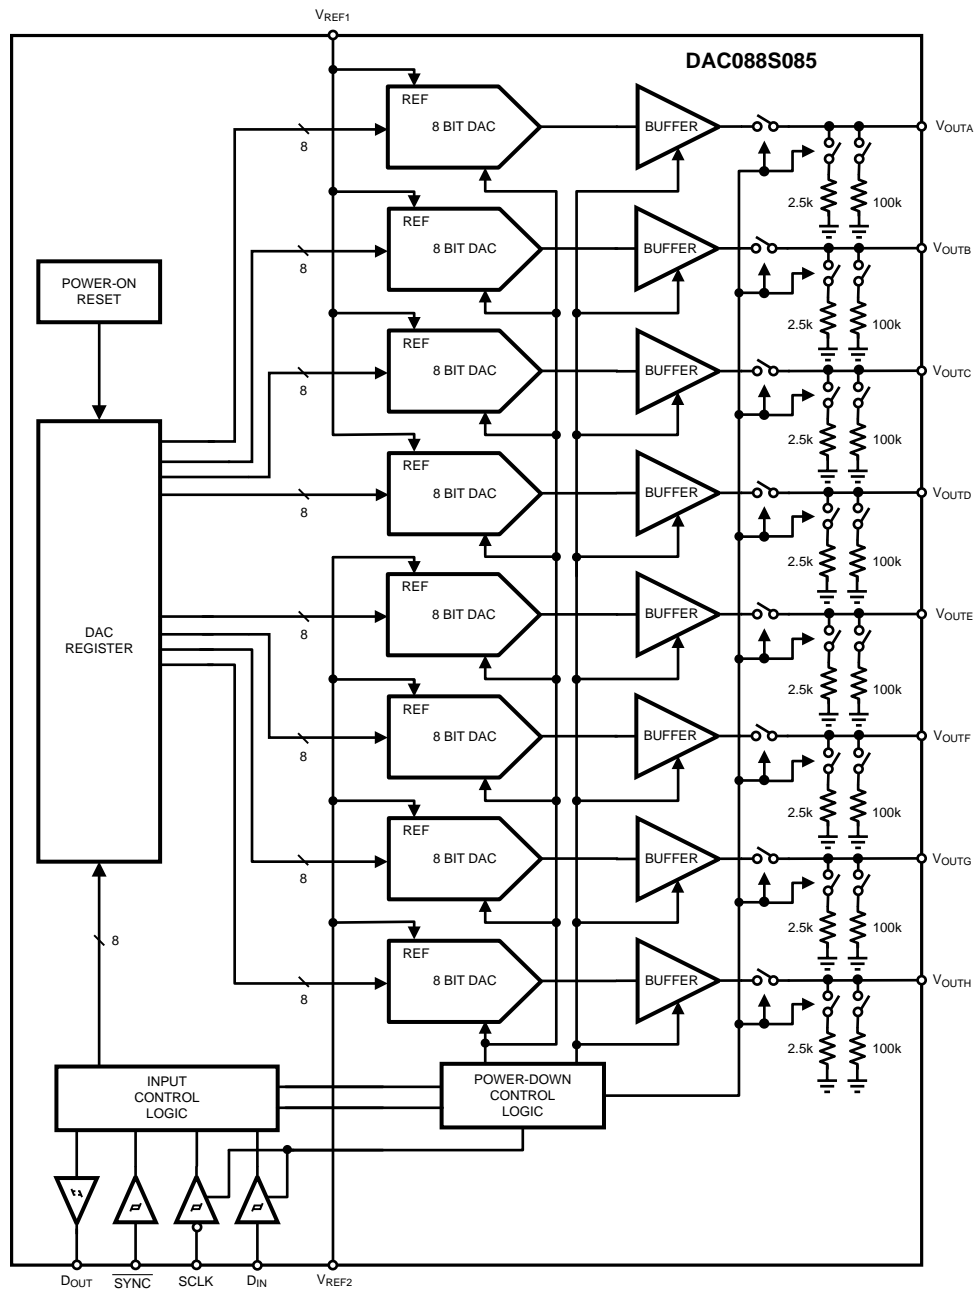 VREF1
DAC088S085
REF
8 BIT DAC
BUFFER
VOUTA
8
2.5k
100k
REF
8 BIT DAC
BUFFER
VOUTB
8
2.5k
100k
POWER-ON
RESET
REF
8 BIT DAC
BUFFER
VOUTC
8
2.5k
100k
REF
8 BIT DAC
BUFFER
VOUTD
8
2.5k
100k
REF
8 BIT DAC
BUFFER
VOUTE
8
DAC
REGISTER
2.5k
100k
REF
8 BIT DAC
BUFFER
VOUTF
8
2.5k
100k
REF
8 BIT DAC
BUFFER
VOUTG
8
2.5k
100k
8
REF
8 BIT DAC
BUFFER
VOUTH
8
2.5k
100k
INPUT
CONTROL
LOGIC
POWER-DOWN
CONTROL
LOGIC
DOUT
SYNC
SCLK
DIN
VREF2